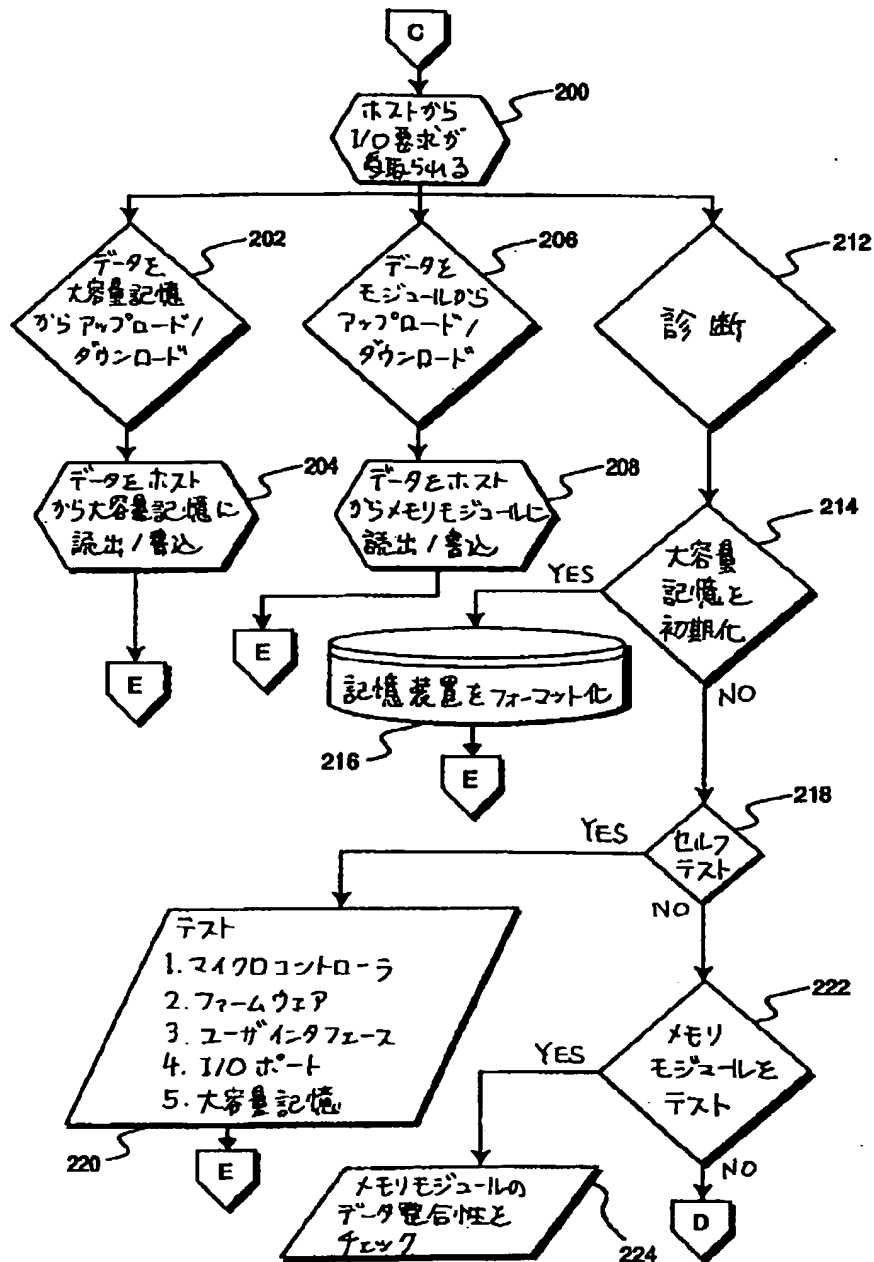 C
ホストから
I/O要求が
受取られる
200
データを
大容量記憶
からアップロード/
ダウンロード
202
データを
モジュールから
アップロード/
ダウンロード
206
診断
212
データをホスト
から大容量記憶に
読出/書込
204
データをホスト
からメモリモジュールに
読出/書込
208
大容量
記憶を
初期化
214
YES
NO
E
E
記憶装置をフォーマット化
216
E
セルフ
テスト
218
YES
NO
テスト
1.マイクロコントローラ
2.ファームウェア
3.ユーザインタフェース
4.I/Oポート
5.大容量記憶
220
E
メモリ
モジュールを
テスト
222
YES
NO
メモリモジュールの
データ整合性を
チェック
224
D